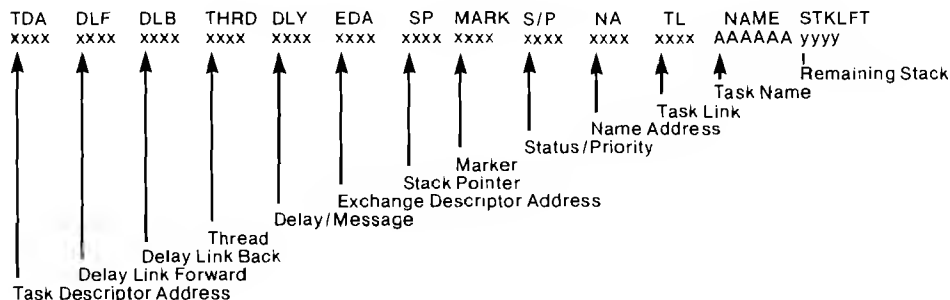 TDA DLF DLB THRD DLY EDA SP MARK S/P NA TL NAME STKLFT
xxxx xxxx xxxx xxxx xxxx xxxx xxxx xxxx xxxx xxxx xxxx AAAAAA yyyy
Remaining Stack
Task Name
Task Link
Name Address
Status/Priority
Marker
Stack Pointer
Exchange Descriptor Address
Delay/Message
Thread
Delay Link Back
Delay Link Forward
Task Descriptor Address